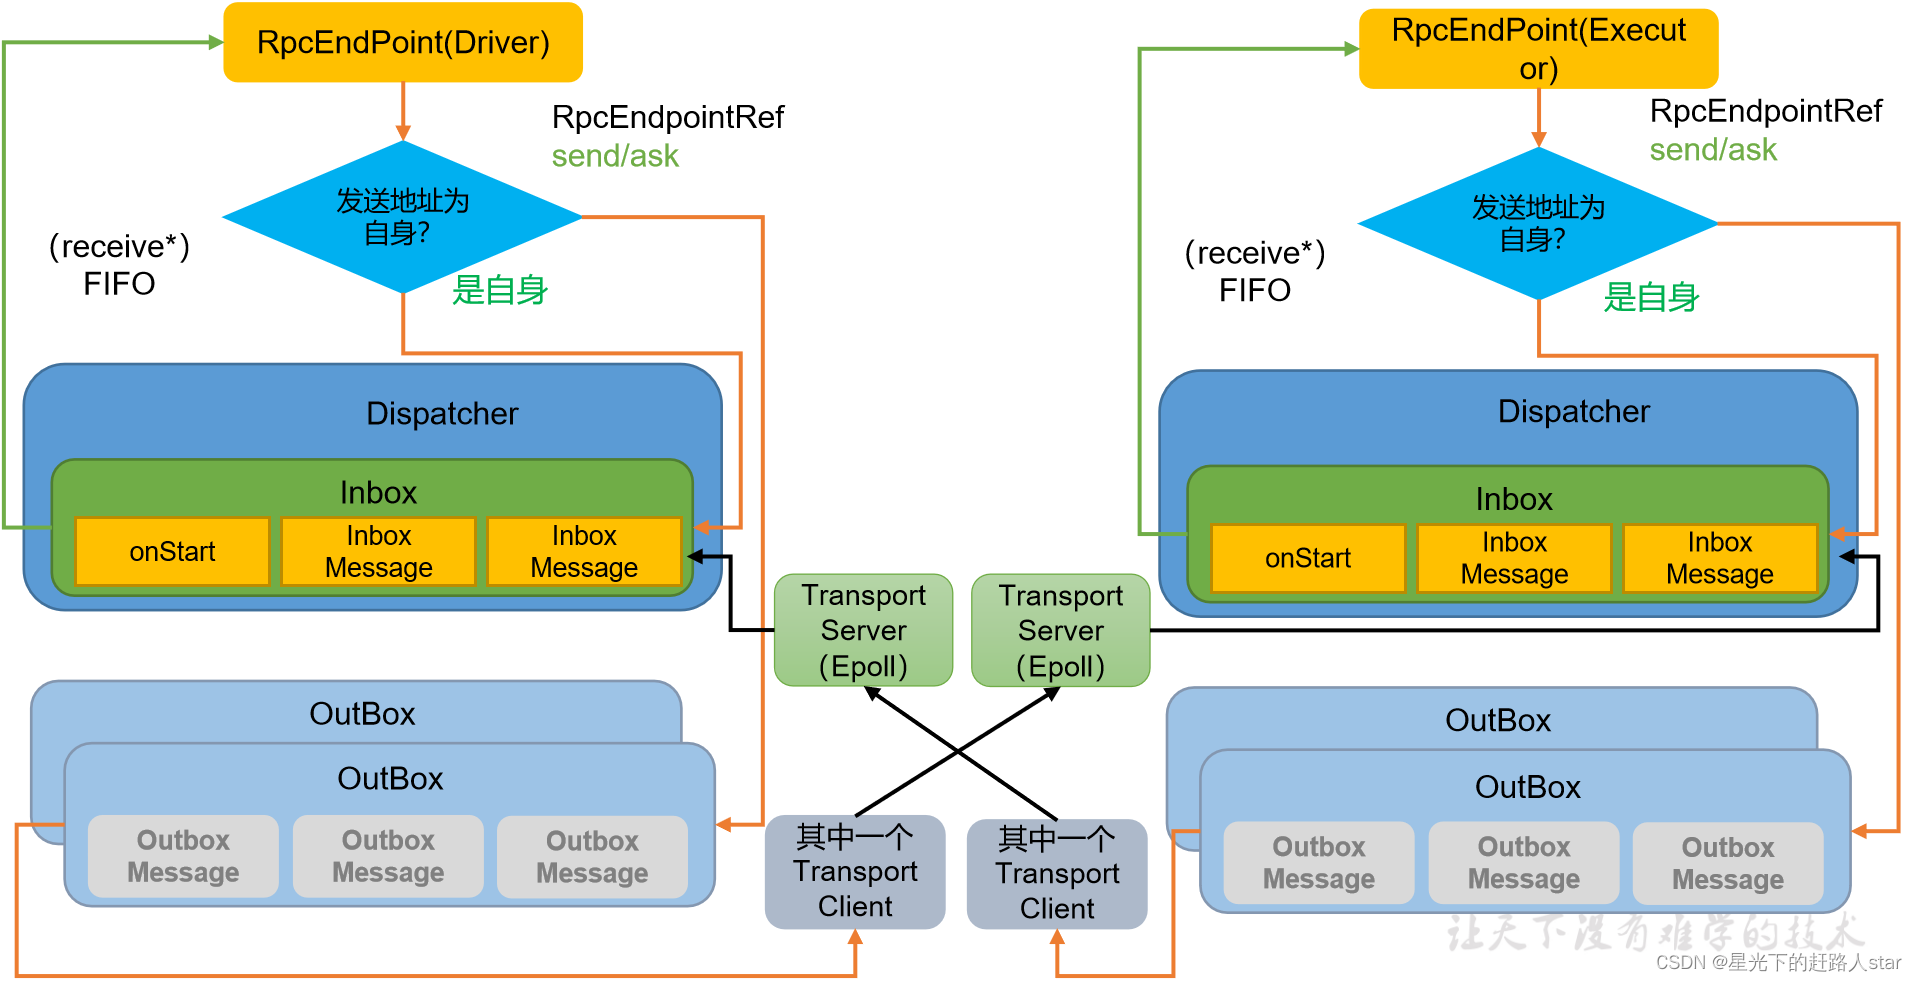 RpcEndPoint(Driver)
RpcEndpointRef
send/ask
发送地址为
自身?
(receive*)
FIFO
是自身
Dispatcher
Inbox
onStart
Inbox
Message
Inbox
Message
OutBox
OutBox
Outbox
Message
Outbox
Message
Outbox
Message
Transport
Server
(Epoll)
Transport
Server
(Epoll)
其中一个
Transport
Client
其中一个
Transport
Client
RpcEndPoint(Execut
or)
RpcEndpointRef
send/ask
发送地址为
自身?
(receive*)
FIFO
是自身
Dispatcher
Inbox
onStart
Inbox
Message
Inbox
Message
OutBox
OutBox
Outbox
Message
Outbox
Message
Outbox
Message
让天下没有难学的技术
CSDN @星光下的赶路人star